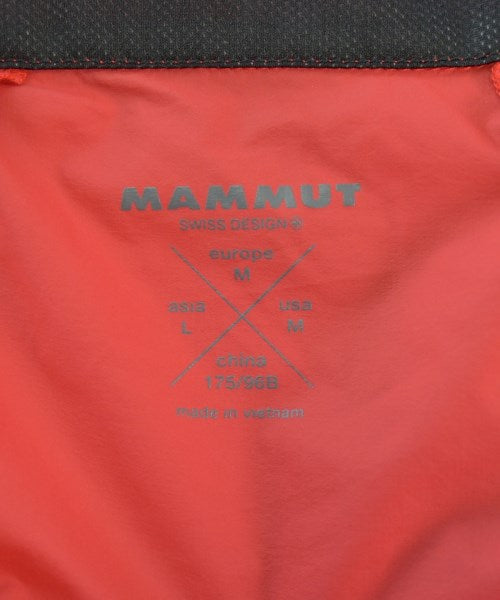 MAMMUT
SWISS DESIGN
europe
M
asia
L
usa
M
china
175/96B
made in vietnam